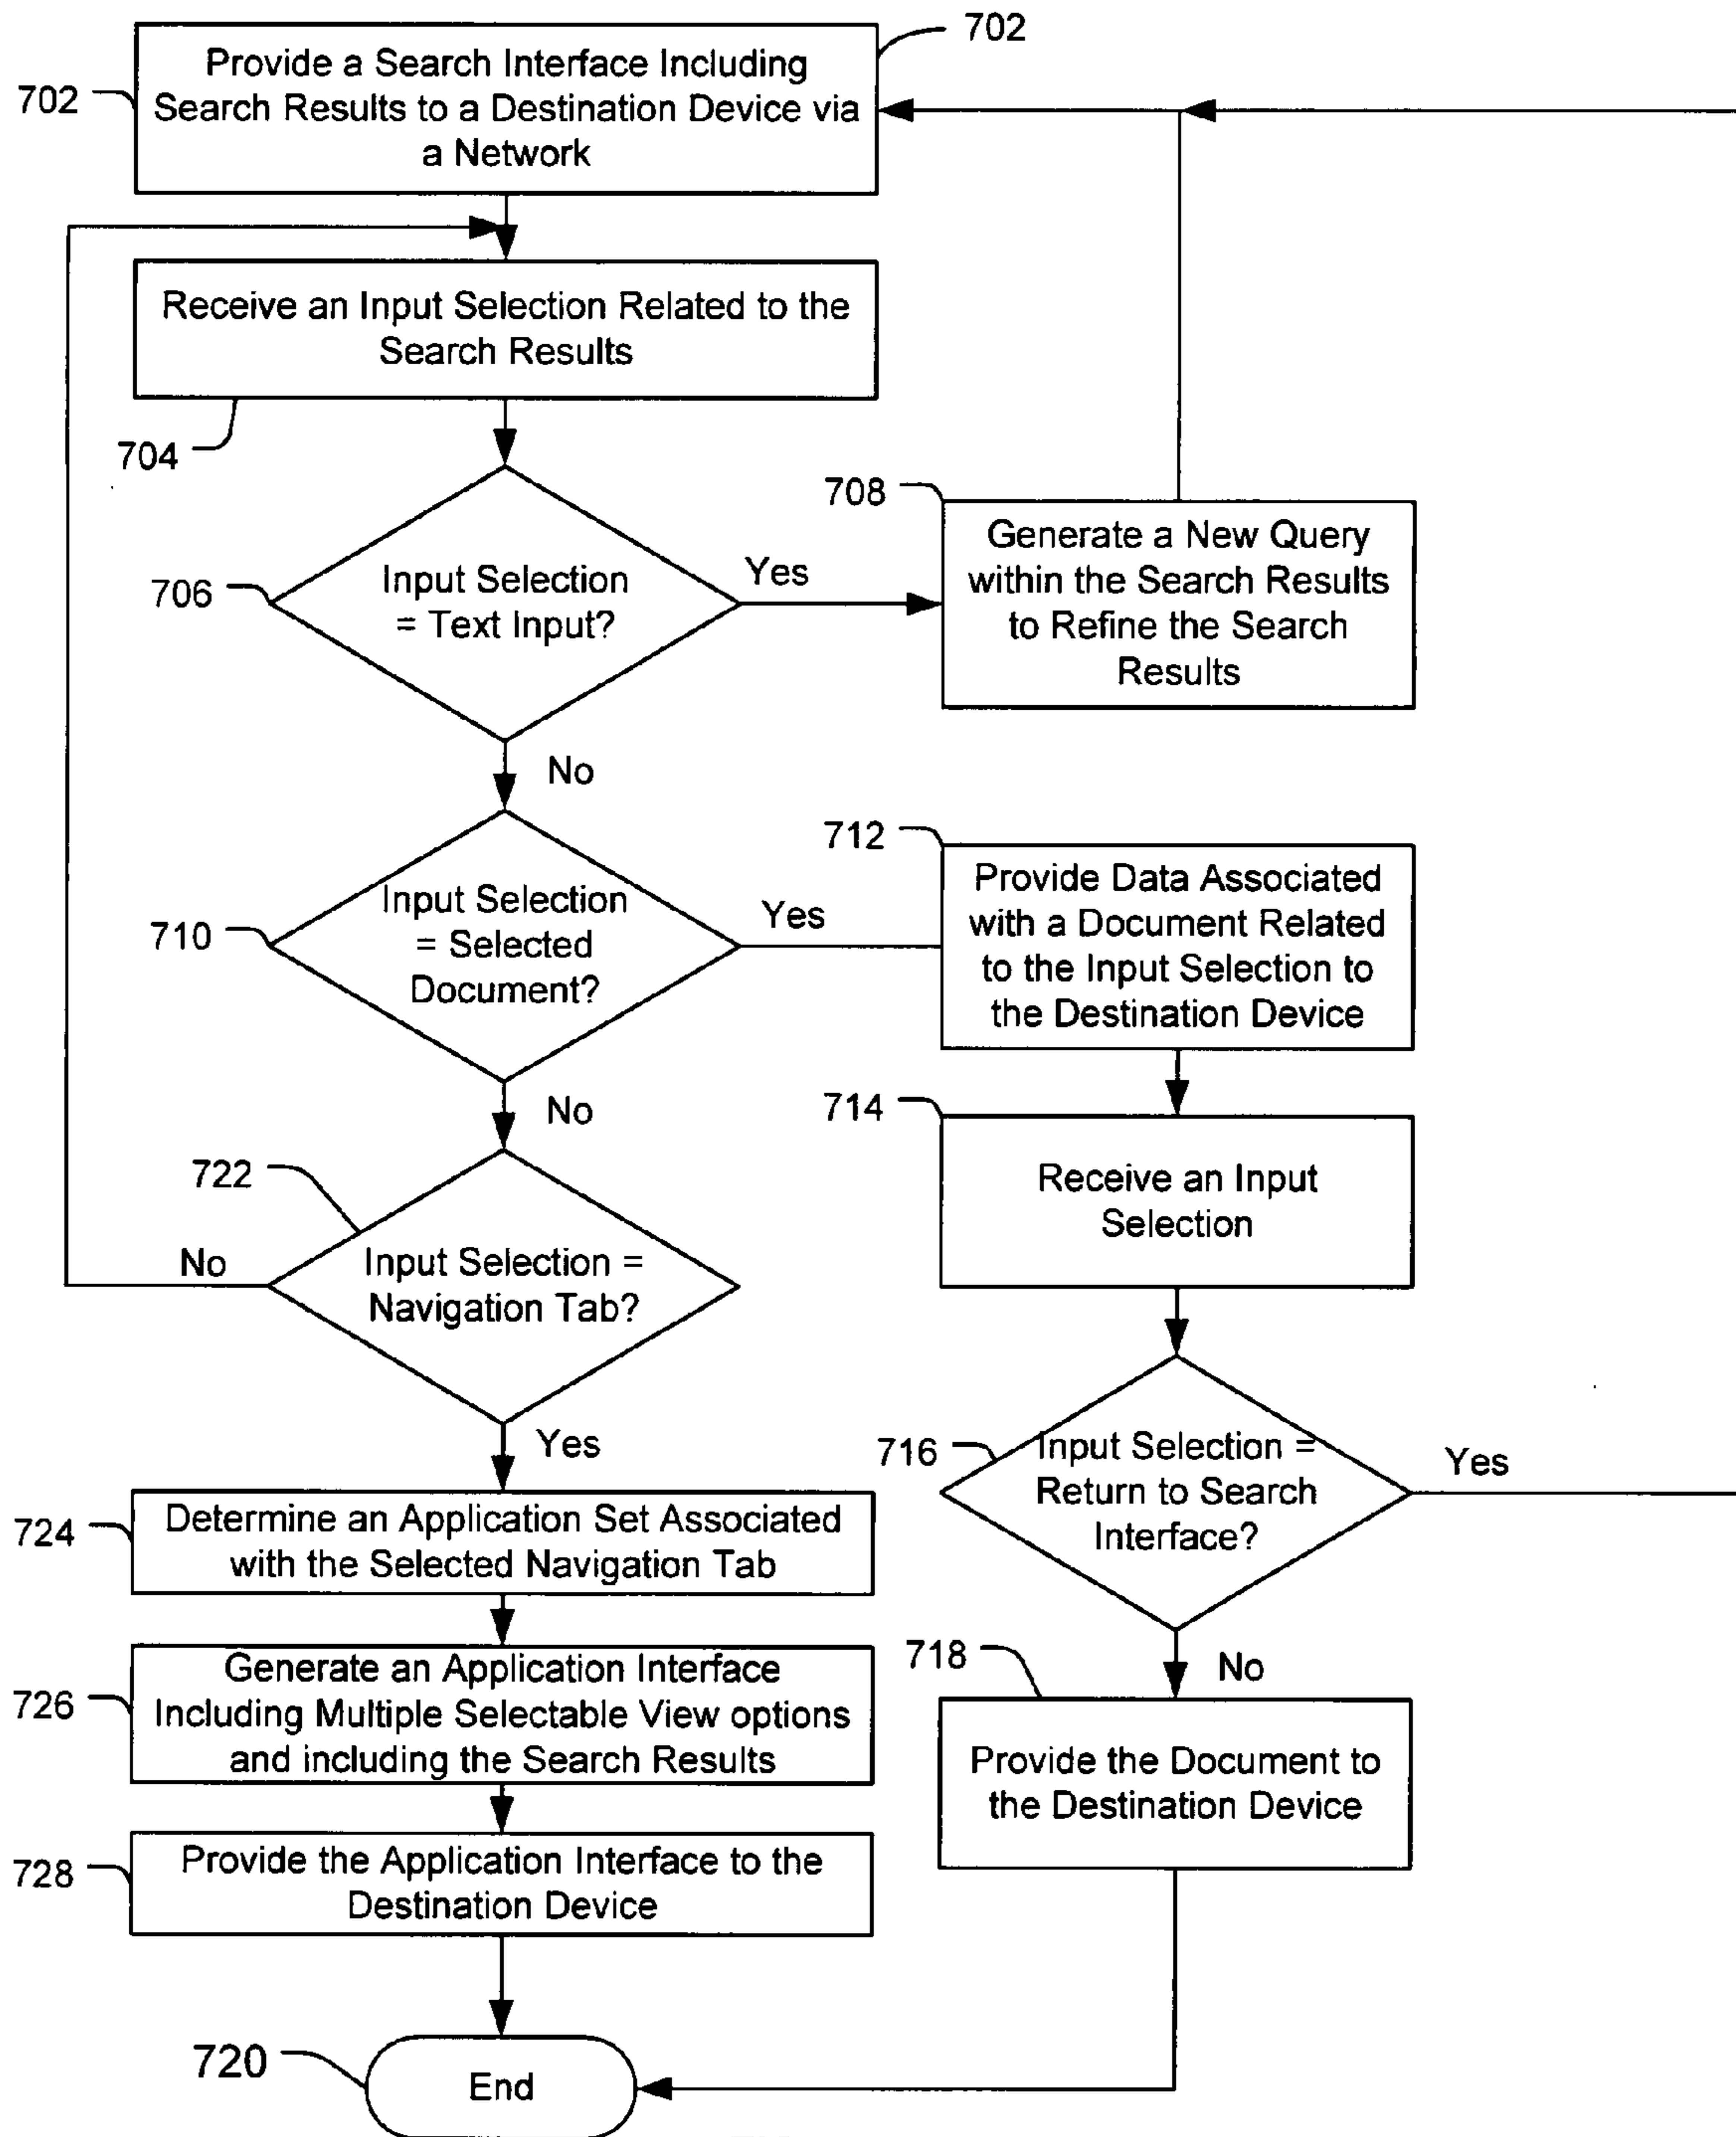 702
702
Provide a Search Interface Including
Search Results to a Destination Device via
a Network
Receive an Input Selection Related to the
Search Results
704
706
Input Selection
= Text Input?
Yes
708
Generate a New Query
within the Search Results
to Refine the Search
Results
No
710
Input Selection
= Selected
Document?
Yes
712
Provide Data Associated
with a Document Related
to the Input Selection to
the Destination Device
No
714
Receive an Input
Selection
722
No
Input Selection =
Navigation Tab?
Yes
716
Input Selection =
Return to Search
Interface?
Yes
No
724
Determine an Application Set Associated
with the Selected Navigation Tab
726
Generate an Application Interface
Including Multiple Selectable View options
and including the Search Results
718
Provide the Document to
the Destination Device
728
Provide the Application Interface to the
Destination Device
720
End